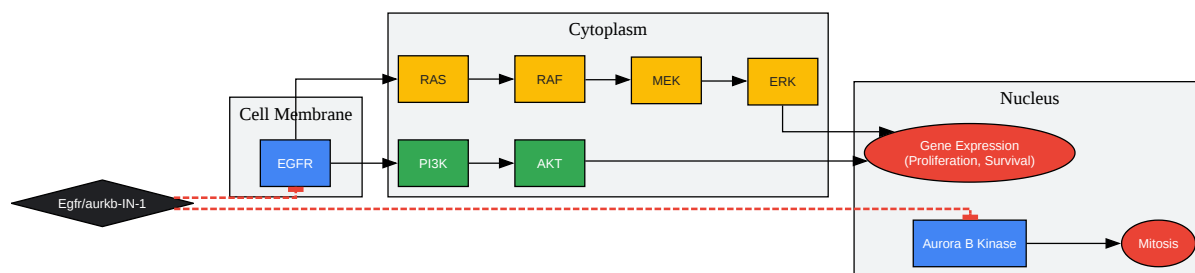 Cytoplasm
RAS
RAF
MEK
ERK
Cell Membrane
Nucleus
EGFR
PI3K
AKT
Gene Expression
(Proliferation, Survival)
Egfr/aurkb-IN-1
Aurora B Kinase
Mitosis